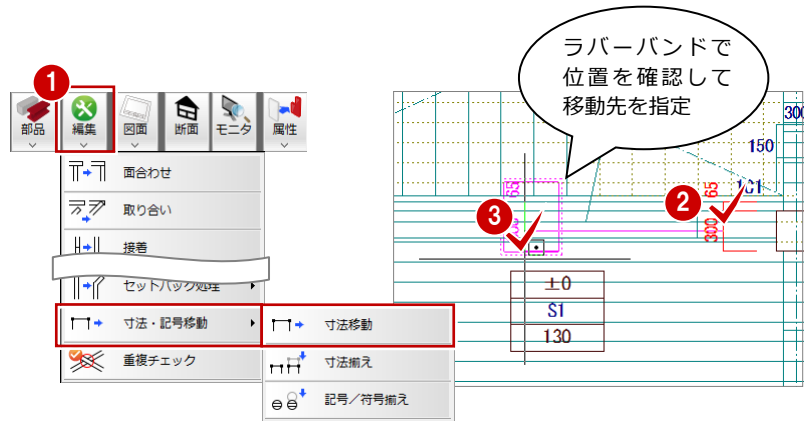 1
部品
編集
図面
断面
モニタ
属性
面合わせ
取り合い
接着
セットバック処理
寸法・記号移動
寸法移動
重複チェック
寸法揃え
記号／符号揃え
ラバーバンドで
位置を確認して
移動先を指定
300
150
65
65
2
3
300
±0
S1
130